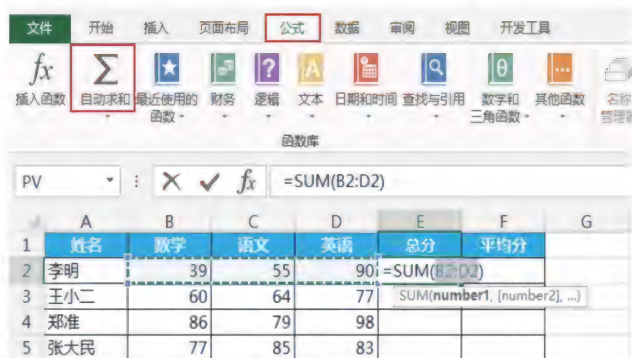 文件 开始 插入 页面布局 公式 数据 审阅 视图 开发工具
fx Σ ? A θ ...
插入函数 自动求和 最近使用的函数 财务 逻辑 文本 日期和时间 查找与引用 数学和三角函数 其他函数 名称管理器
函数库
PV fx =SUM(B2:D2)
A B C D E F G
1 姓名 数学 语文 英语 总分 平均分
2 李明 39 55 90 =SUM(B2:D2)
3 王小二 60 64 77 SUM(number1, [number2], ...)
4 郑准 86 79 98
5 张大民 77 85 83